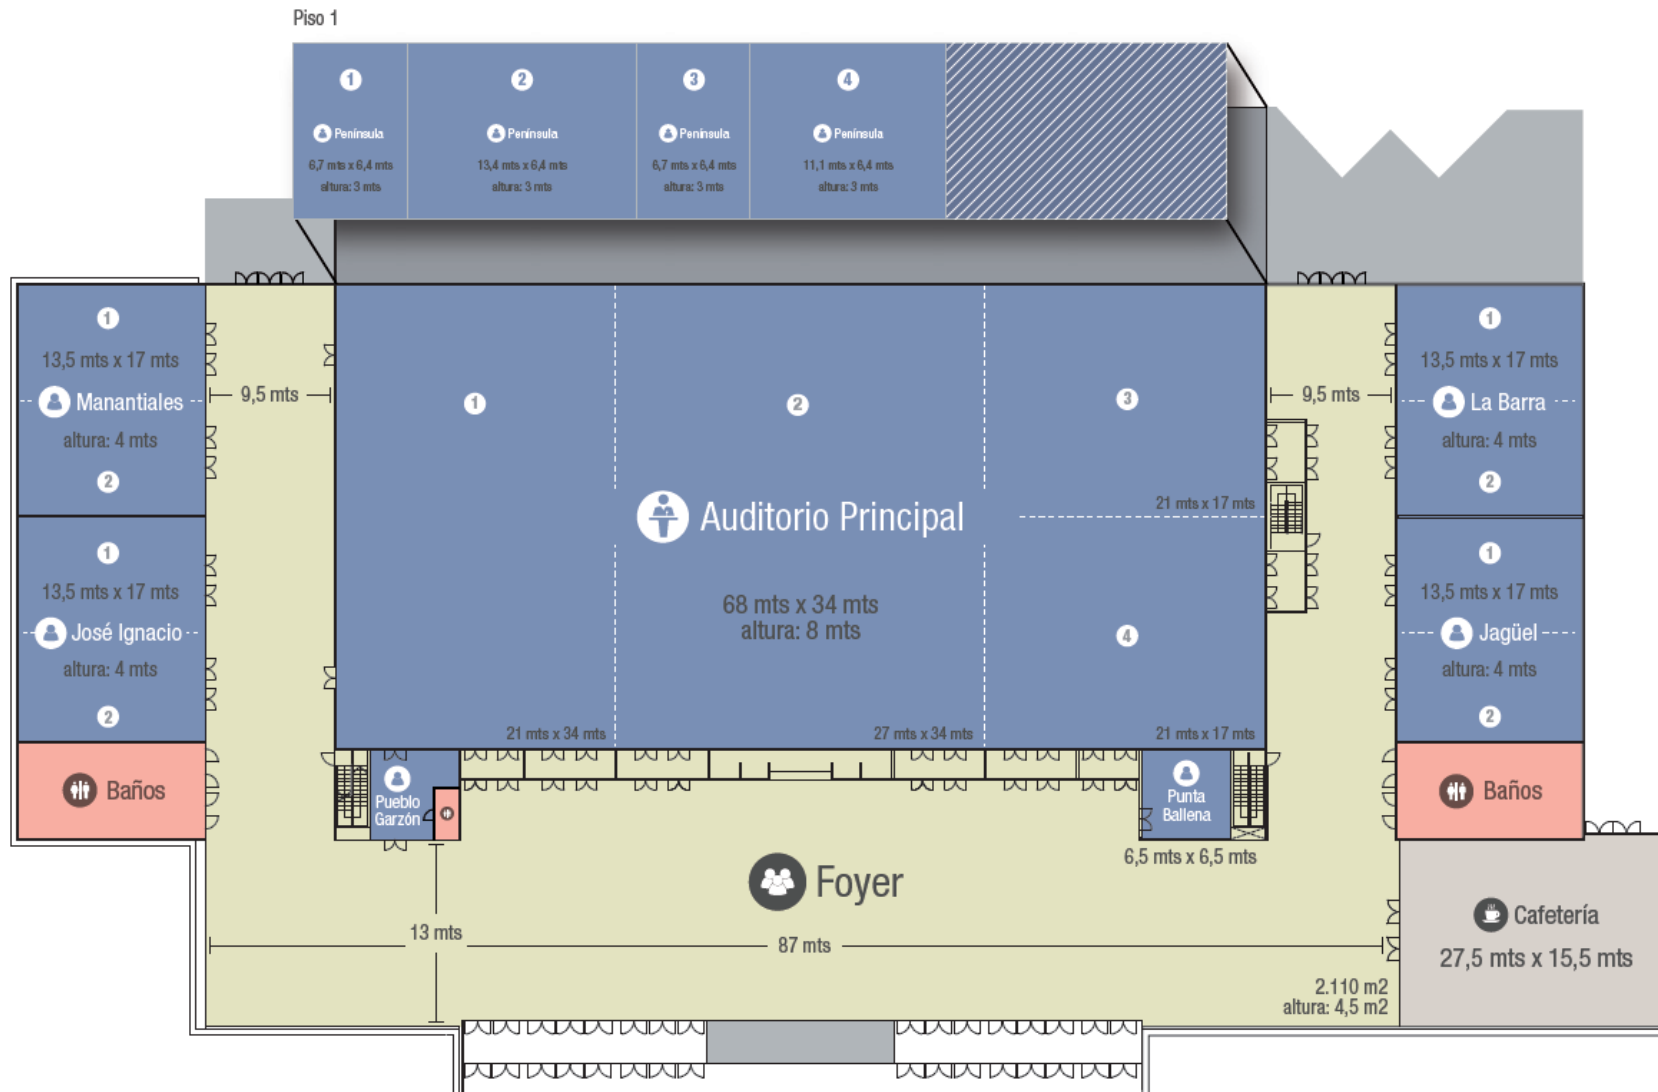 Piso 1
1
Península
6,7 mts x 6,4 mts
altura: 3 mts
2
Península
13,4 mts x 6,4 mts
altura: 3 mts
3
Península
6,7 mts x 6,4 mts
altura: 3 mts
4
Península
11,1 mts x 6,4 mts
altura: 3 mts
1
13,5 mts x 17 mts
Manantiales
altura: 4 mts
2
1
13,5 mts x 17 mts
José Ignacio
altura: 4 mts
2
Baños
9,5 mts
1
2
3
21 mts x 17 mts
Auditorio Principal
68 mts x 34 mts
altura: 8 mts
4
21 mts x 34 mts
27 mts x 34 mts
21 mts x 17 mts
9,5 mts
1
13,5 mts x 17 mts
La Barra
altura: 4 mts
2
1
13,5 mts x 17 mts
Jagüel
altura: 4 mts
2
Baños
Pueblo
Garzón
Punta
Ballena
6,5 mts x 6,5 mts
Foyer
13 mts
87 mts
2.110 m2
altura: 4,5 m2
Cafetería
27,5 mts x 15,5 mts